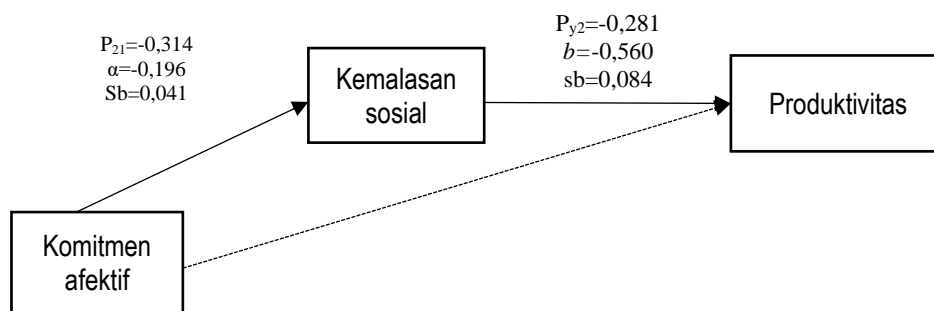 P21=-0,314
α=-0,196
Sb=0,041
Py2=-0,281
b=-0,560
sb=0,084
Kemalasan
sosial
Produktivitas
Komitmen
afektif